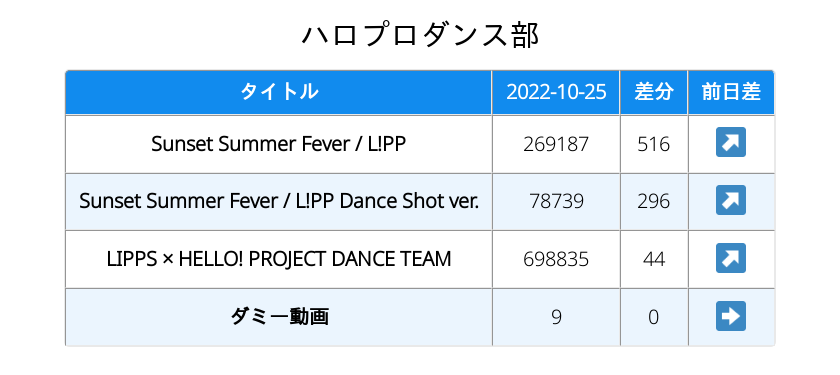 ハロプロダンス部
タイトル 2022-10-25 差分 前日差
Sunset Summer Fever / L!PP 269187 516 ↗
Sunset Summer Fever / L!PP Dance Shot ver. 78739 296 ↗
LIPPS × HELLO! PROJECT DANCE TEAM 698835 44 ↗
ダミー動画 9 0 ➡